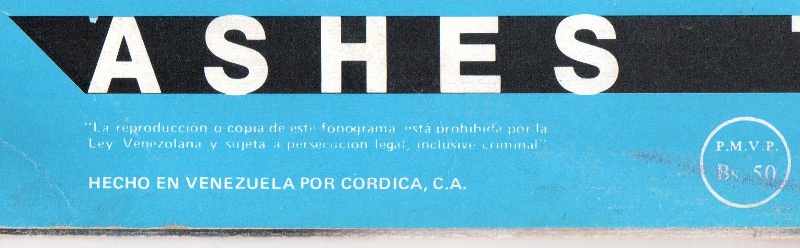 ASHES
"La reproducción o copia de este fonograma está prohibida por la
Ley Venezolana y sujeta a persecución legal, inclusive criminal"
HECHO EN VENEZUELA POR CORDICA, C.A.
P.M.V.P.
Bs. 50